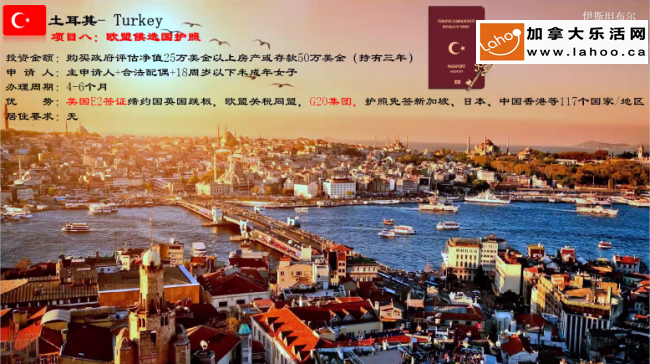 土耳其- Turkey
项目八：欧盟候选国护照
伊斯坦布尔
TÜRKİYE CUMHURİYETİ
REPUBLIC OF TURKEY
PASAPORT
PASSPORT
lahoo
加拿大乐活网
www.lahoo.ca
投资金额：购买政府评估净值25万美金以上房产或存款50万美金（持有三年）
申 请 人：主申请人+合法配偶+18周岁以下未成年子女
办理周期：4-6个月
优　　势：美国E2签证缔约国英国跳板，欧盟关税同盟，G20集团，护照免签新加坡、日本、中国香港等117个国家/地区
居住要求：无